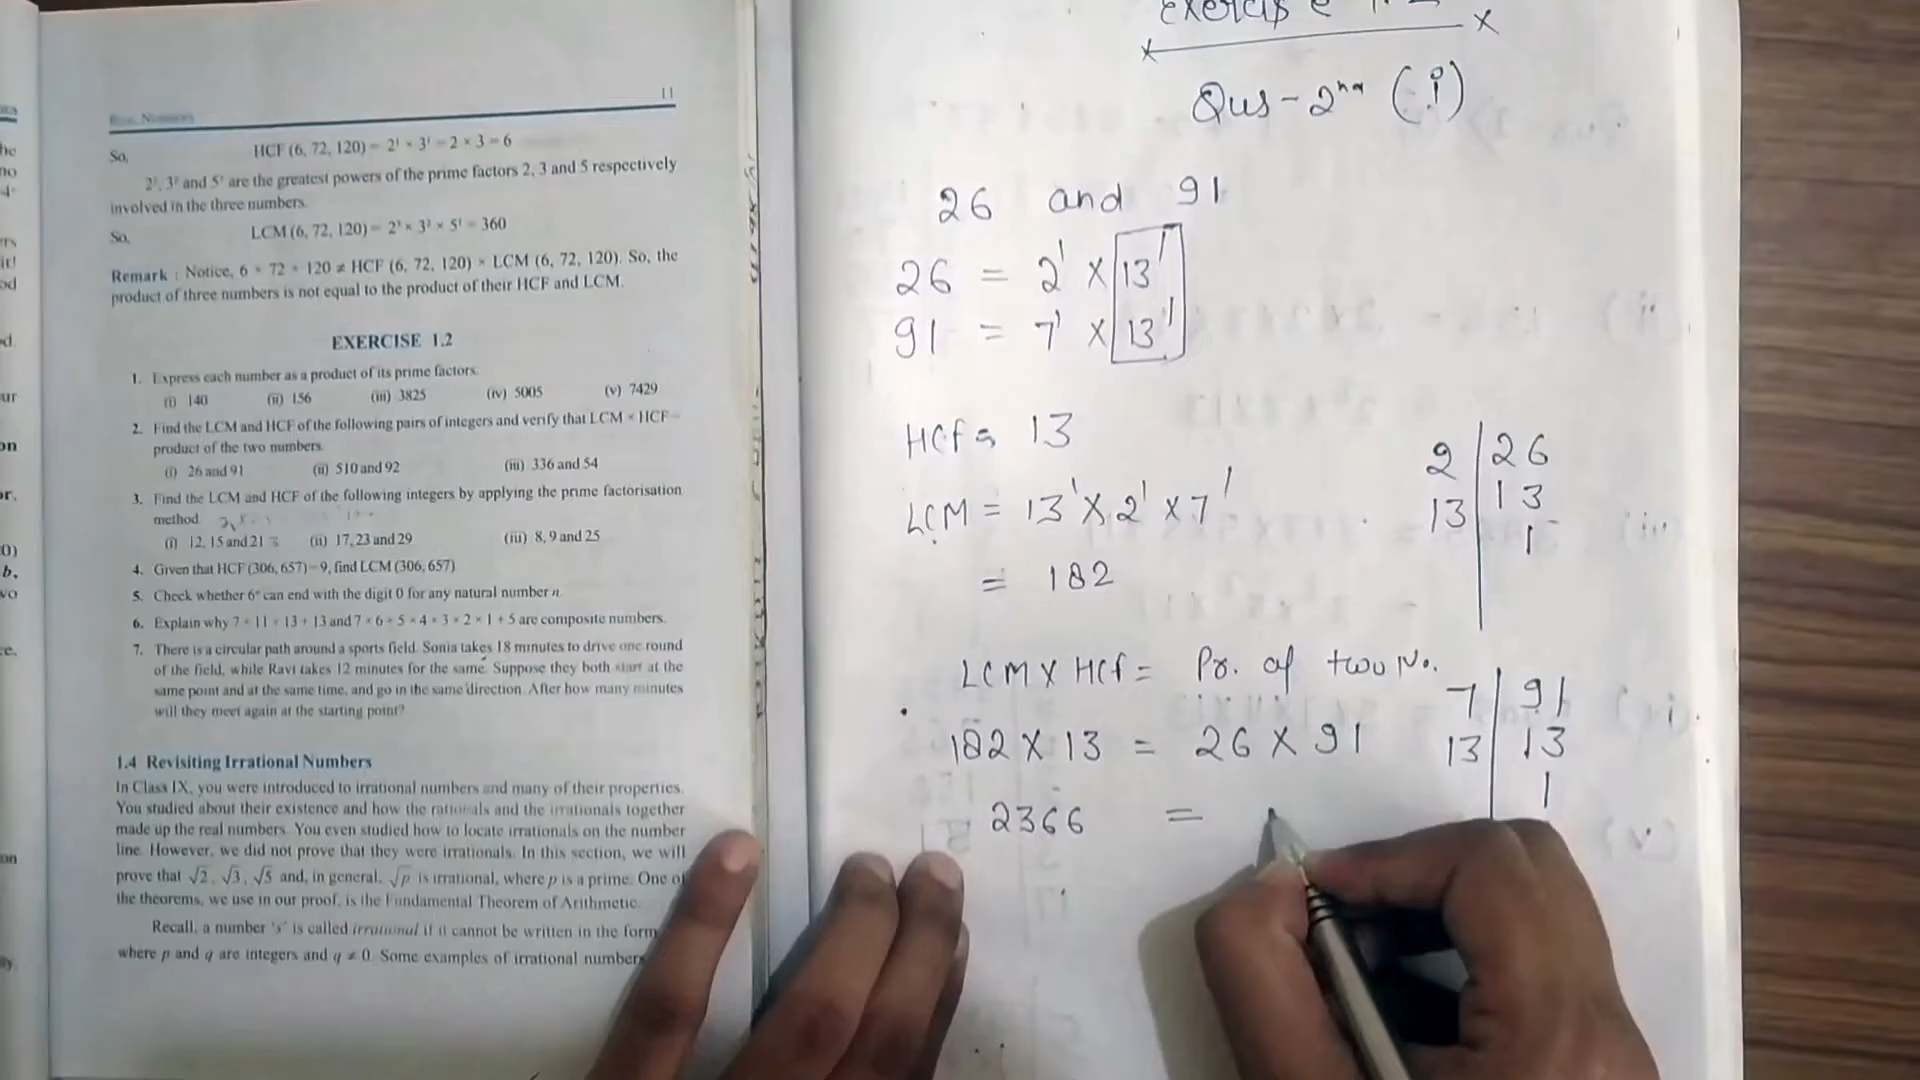 11
So, HCF (6, 72, 120) = 2¹ × 3¹ = 2 × 3 = 6
2³, 3² and 5¹ are the greatest powers of the prime factors 2, 3 and 5 respectively
involved in the three numbers.
So, LCM (6, 72, 120) = 2³ × 3² × 5¹ = 360
Remark : Notice, 6 × 72 × 120 ≠ HCF (6, 72, 120) × LCM (6, 72, 120). So, the
product of three numbers is not equal to the product of their HCF and LCM.
EXERCISE 1.2
1. Express each number as a product of its prime factors:
(i) 140 (ii) 156 (iii) 3825 (iv) 5005 (v) 7429
2. Find the LCM and HCF of the following pairs of integers and verify that LCM × HCF =
product of the two numbers.
(i) 26 and 91 (ii) 510 and 92 (iii) 336 and 54
3. Find the LCM and HCF of the following integers by applying the prime factorisation
method
(i) 12, 15 and 21 (ii) 17, 23 and 29 (iii) 8, 9 and 25
4. Given that HCF (306, 657) = 9, find LCM (306, 657)
5. Check whether 6ⁿ can end with the digit 0 for any natural number n.
6. Explain why 7 × 11 × 13 + 13 and 7 × 6 × 5 × 4 × 3 × 2 × 1 + 5 are composite numbers.
7. There is a circular path around a sports field. Sonia takes 18 minutes to drive one round
of the field, while Ravi takes 12 minutes for the same. Suppose they both start at the
same point and at the same time, and go in the same direction. After how many minutes
will they meet again at the starting point?
1.4 Revisiting Irrational Numbers
In Class IX, you were introduced to irrational numbers and many of their properties.
You studied about their existence and how the rationals and the irrationals together
made up the real numbers. You even studied how to locate irrationals on the number
line. However, we did not prove that they were irrationals. In this section, we will
prove that √2, √3, √5 and, in general, √p is irrational, where p is a prime. One of
the theorems, we use in our proof, is the Fundamental Theorem of Arithmetic.
Recall, a number 's' is called irrational if it cannot be written in the form
where p and q are integers and q ≠ 0. Some examples of irrational numbers
Exercise
Qus - 2nd (i)
26 and 91
26 = 2¹ × 13¹
91 = 7¹ × 13¹
HCf = 13
LCM = 13¹ × 2¹ × 7¹
= 182
LCM × HCf = Pr. of two No.
182 × 13 = 26 × 91
2366 =
2 | 26
13 | 13
1
7 | 91
13 | 13
1